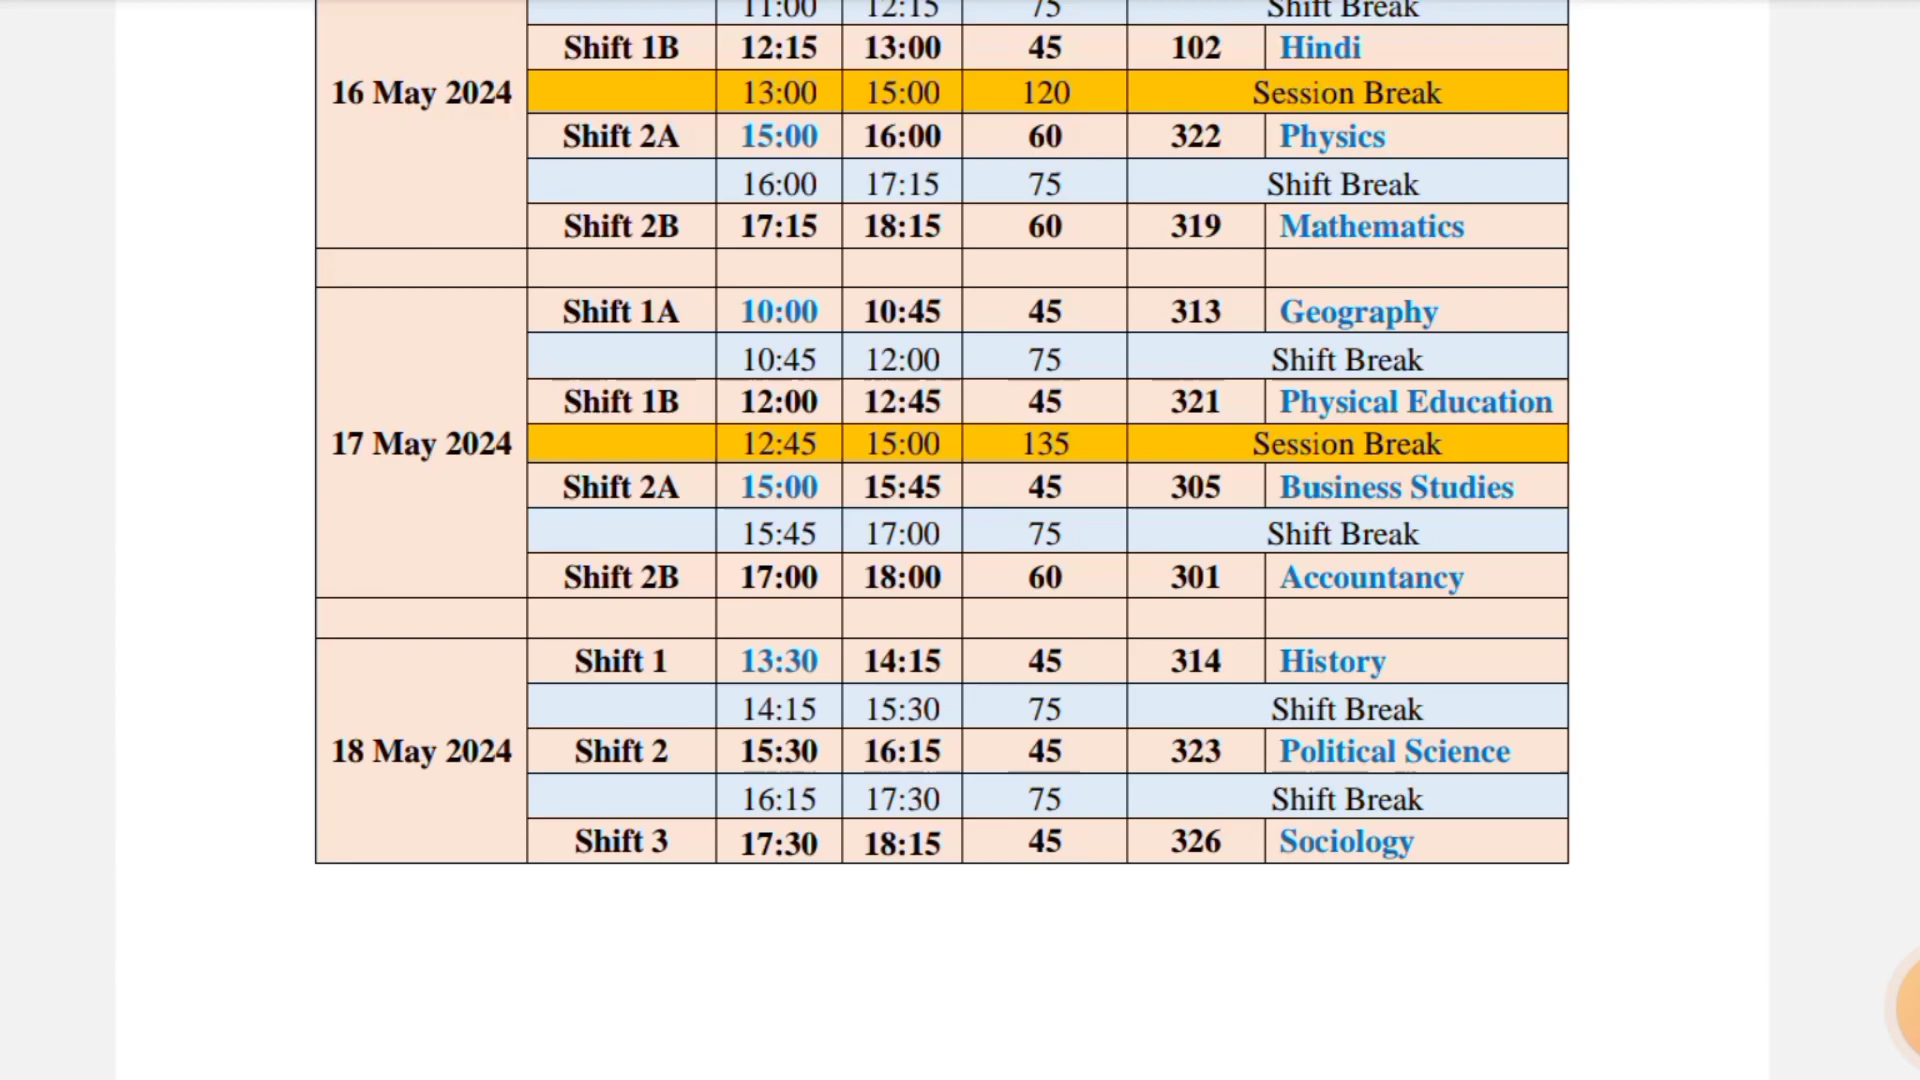 11:00 12:15 75 Shift Break
Shift 1B 12:15 13:00 45 102 Hindi
16 May 2024 13:00 15:00 120 Session Break
Shift 2A 15:00 16:00 60 322 Physics
16:00 17:15 75 Shift Break
Shift 2B 17:15 18:15 60 319 Mathematics
Shift 1A 10:00 10:45 45 313 Geography
10:45 12:00 75 Shift Break
Shift 1B 12:00 12:45 45 321 Physical Education
17 May 2024 12:45 15:00 135 Session Break
Shift 2A 15:00 15:45 45 305 Business Studies
15:45 17:00 75 Shift Break
Shift 2B 17:00 18:00 60 301 Accountancy
Shift 1 13:30 14:15 45 314 History
14:15 15:30 75 Shift Break
18 May 2024 Shift 2 15:30 16:15 45 323 Political Science
16:15 17:30 75 Shift Break
Shift 3 17:30 18:15 45 326 Sociology